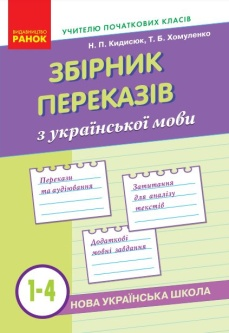 УЧИТЕЛЮ ПОЧАТКОВИХ КЛАСІВ
ВИДАВНИЦТВО
РАНОК
Н. П. Кидисюк, Т. Б. Хомуленко
ЗБІРНИК
ПЕРЕКАЗІВ
з української мови
Перекази
та аудіювання
Запитання
для аналізу
текстів
Додаткові
мовні завдання
1-4
НОВА УКРАЇНСЬКА ШКОЛА